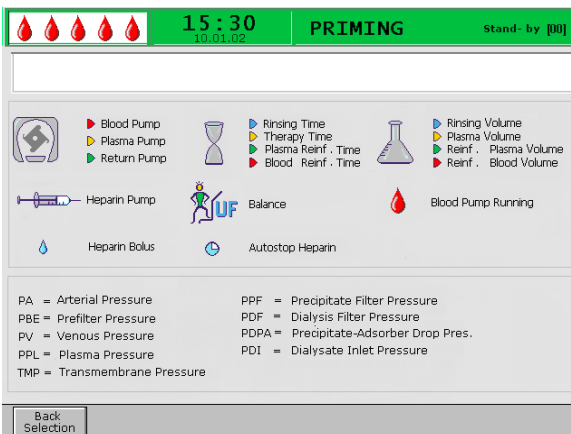 15:30
10.01.02
PRIMING
Stand- by [00]
Blood Pump
Plasma Pump
Return Pump
Rinsing Time
Therapy Time
Plasma Reinf. Time
Blood Reinf. Time
Rinsing Volume
Plasma Volume
Reinf. Plasma Volume
Reinf. Blood Volume
Heparin Pump
UF
Balance
Blood Pump Running
Heparin Bolus
Autostop Heparin
PA = Arterial Pressure
PBE = Prefilter Pressure
PV = Venous Pressure
PPL = Plasma Pressure
TMP = Transmembrane Pressure
PPF = Precipitate Filter Pressure
PDF = Dialysis Filter Pressure
PDPA = Precipitate-Adsorber Drop Pres.
PDI = Dialysate Inlet Pressure
Back
Selection